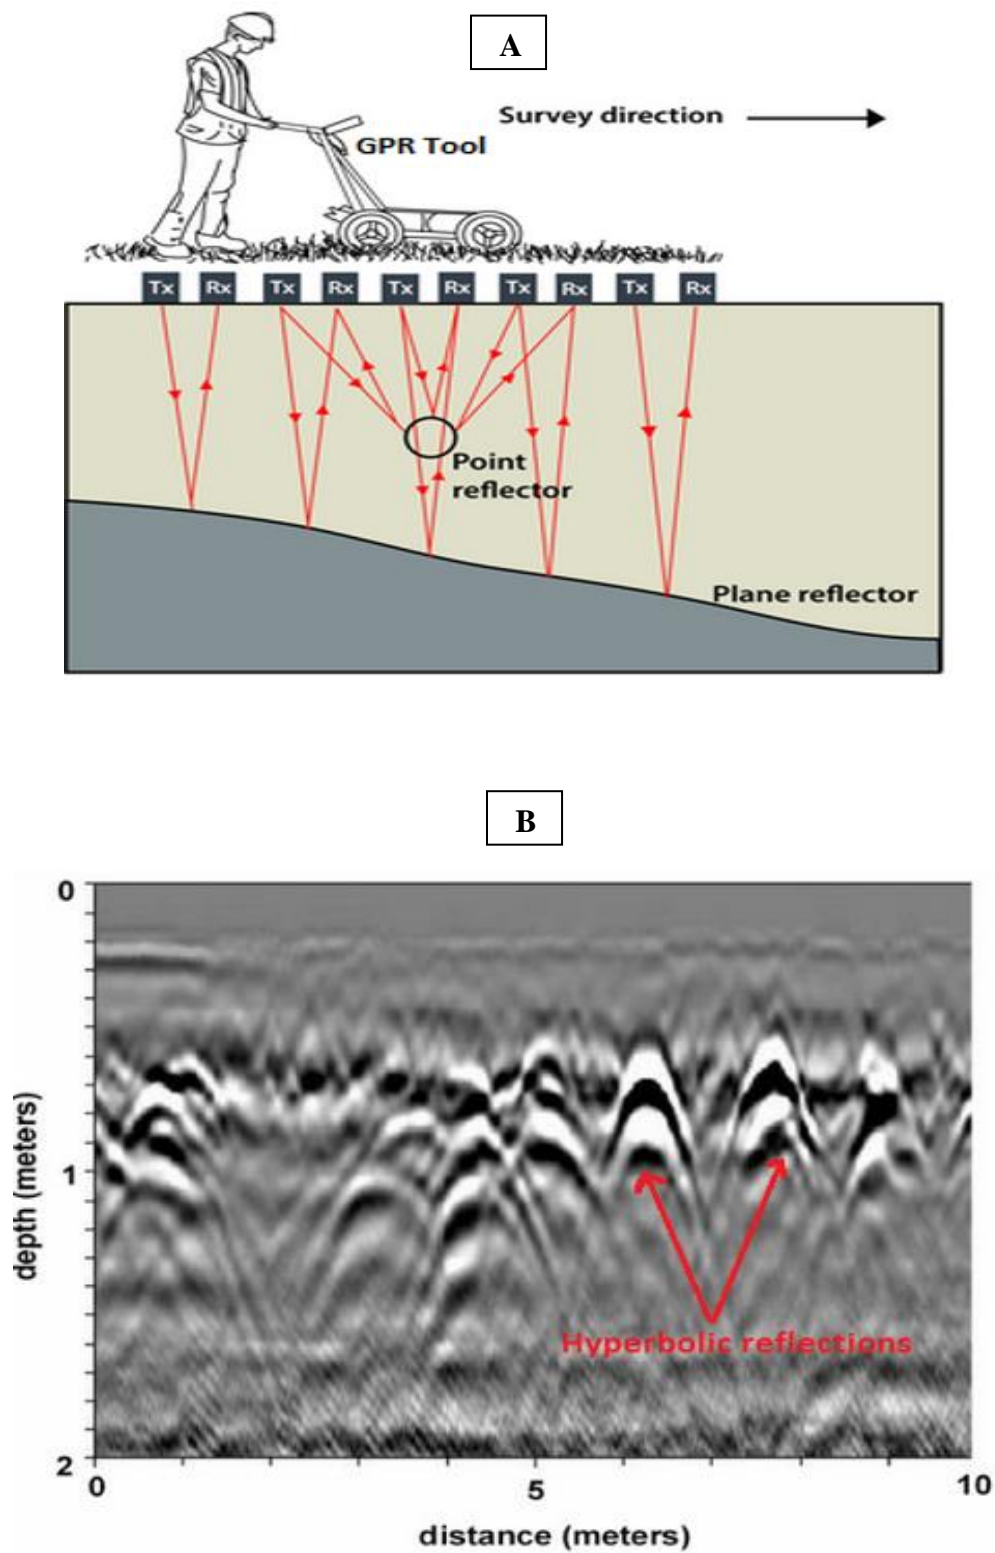 A
Survey direction
GPR Tool
Tx Rx Tx Rx Tx Rx Tx Rx Tx Rx
Point
reflector
Plane reflector
B
0
1
2
depth (meters)
Hyperbolic reflections
0 5 10
distance (meters)